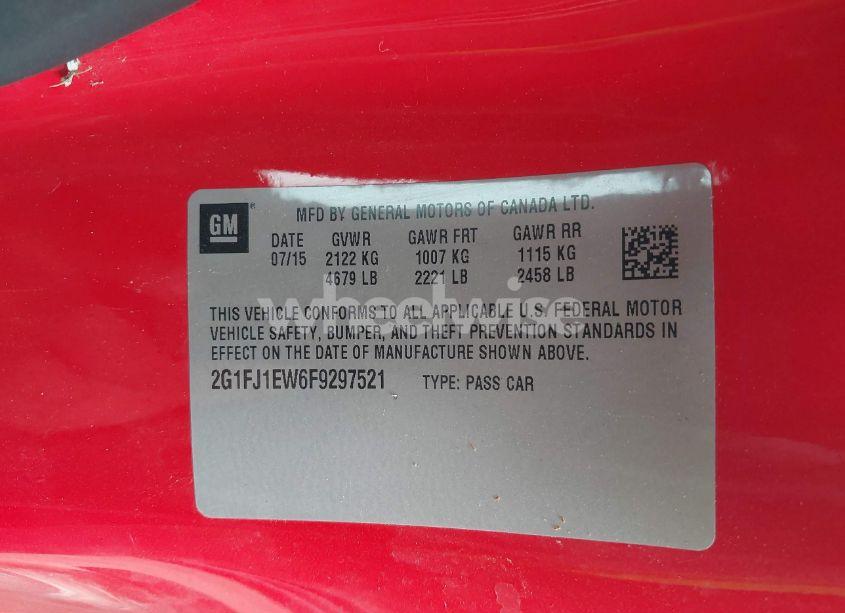 GM ®
MFD BY GENERAL MOTORS OF CANADA LTD.
DATE GVWR GAWR FRT GAWR RR
07/15 2122 KG 1007 KG 1115 KG
4679 LB 2221 LB 2458 LB
THIS VEHICLE CONFORMS TO ALL APPLICABLE U.S. FEDERAL MOTOR
VEHICLE SAFETY, BUMPER, AND THEFT PREVENTION STANDARDS IN
EFFECT ON THE DATE OF MANUFACTURE SHOWN ABOVE.
2G1FJ1EW6F9297521 TYPE: PASS CAR